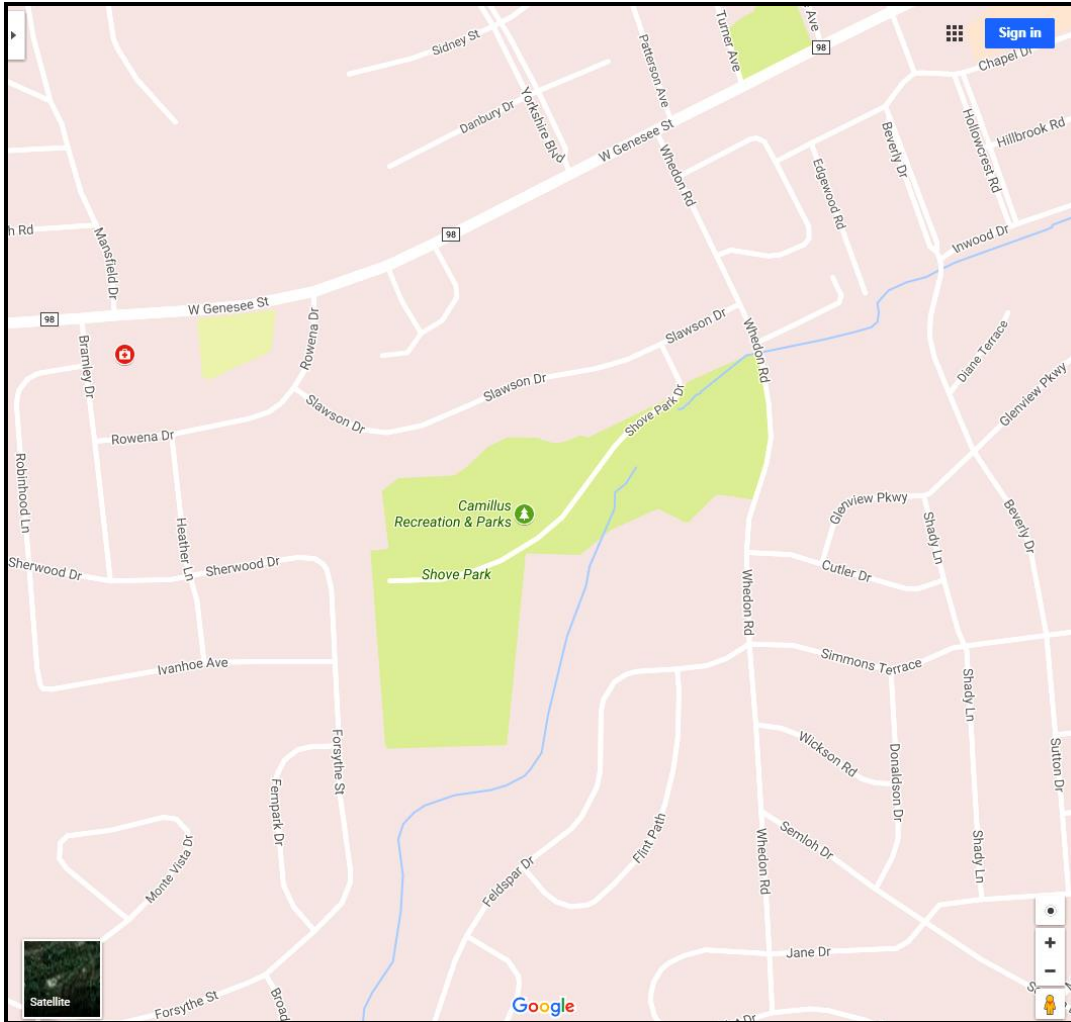 Sidney St
Turner Ave
Ave
98
Sign in
Patterson Ave
Chapel Dr
Danbury Dr
Yorkshire Blvd
W Genesee St
Hollowcrest Rd
Hillbrook Rd
Beverly Dr
Whedon Rd
Edgewood Rd
h Rd
Mansfield Dr
98
Inwood Dr
W Genesee St
98
Rowena Dr
Slawson Dr
Whedon Rd
Bramley Dr
Diane Terrace
Slawson Dr
Glenview Pkwy
Slawson Dr
Shove Park Dr
Rowena Dr
Robinhood Ln
Camillus
Recreation & Parks
Glenview Pkwy
Heather Ln
Shady Ln
Beverly Dr
Sherwood Dr
Sherwood Dr
Shove Park
Cutler Dr
Whedon Rd
Ivanhoe Ave
Simmons Terrace
Shady Ln
Forsythe St
Wickson Rd
Donaldson Dr
Sutton Dr
Fernpark Dr
Monte Vista Dr
Flint Path
Semloh Dr
Whedon Rd
Shady Ln
Feldspar Dr
Jane Dr
Satellite
Forsythe St
Broad
Google